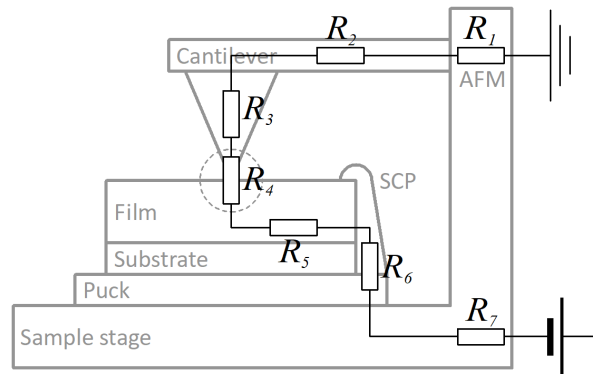 R₂
R₁
Cantilever
AFM
R₃
R₄
SCP
Film
R₅
Substrate
R₆
Puck
R₇
Sample stage